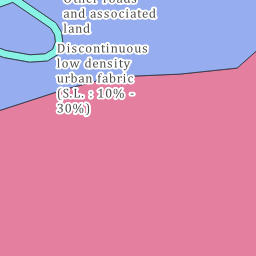 Other roads
and associated
land
Discontinuous
low density
urban fabric
(S.L. : 10% -
30%)